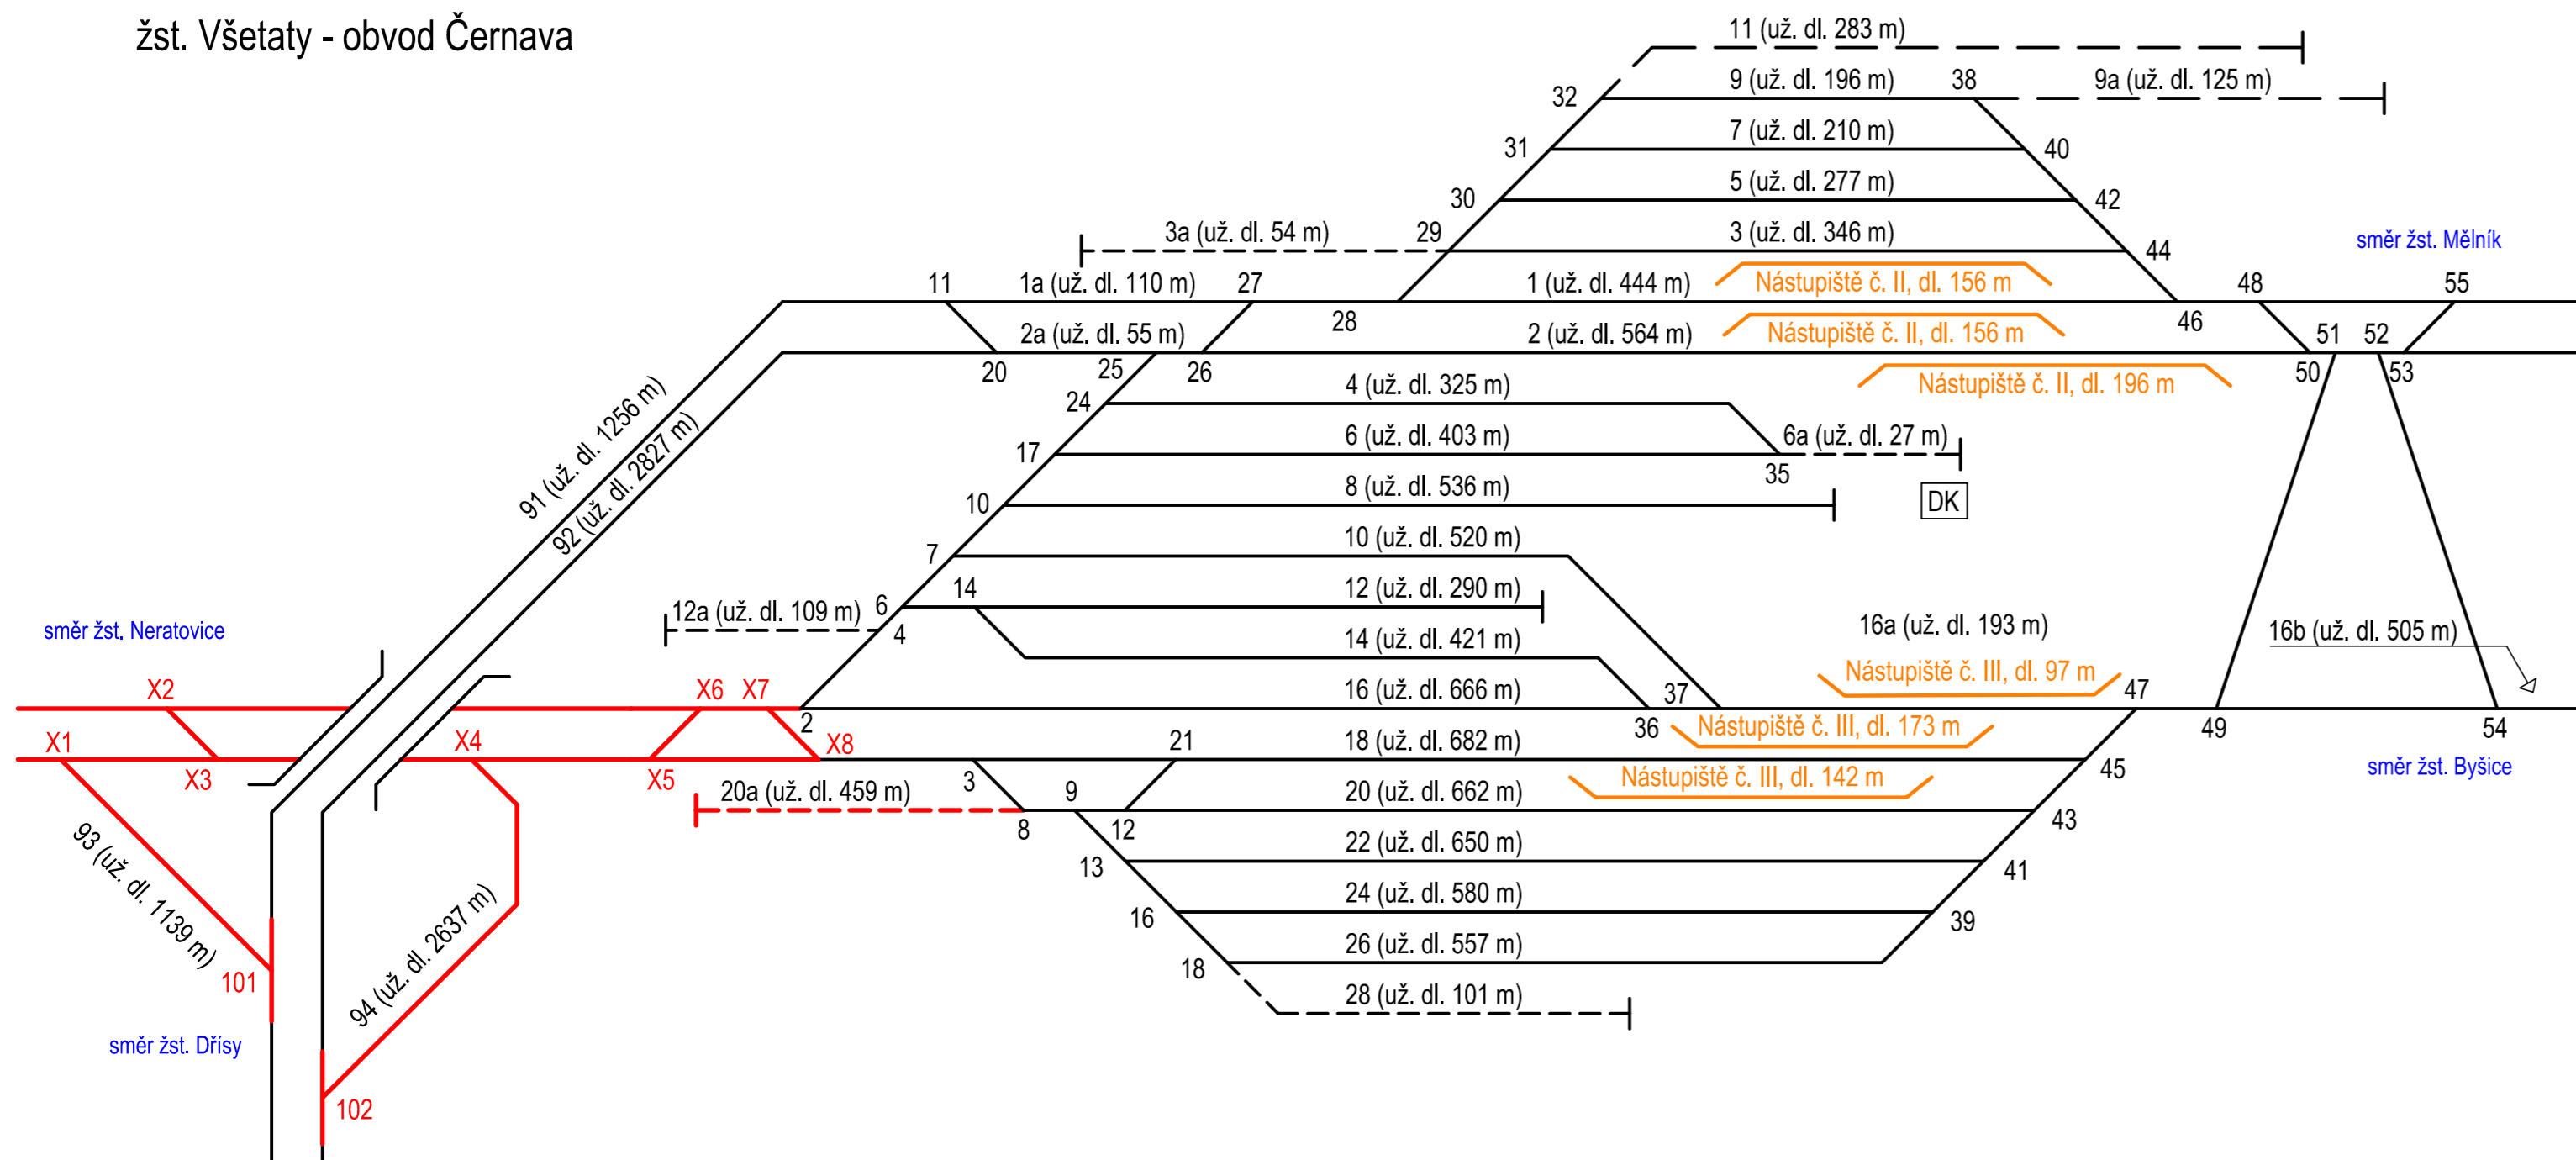 žst. Všetaty - obvod Černava
11 (už. dl. 283 m)
32
9 (už. dl. 196 m)
38
9a (už. dl. 125 m)
31
7 (už. dl. 210 m)
40
30
5 (už. dl. 277 m)
42
3a (už. dl. 54 m)
29
3 (už. dl. 346 m)
44
směr žst. Mělník
11
1a (už. dl. 110 m)
27
28
1 (už. dl. 444 m)
Nástupiště č. II, dl. 156 m
46
48
55
20
2a (už. dl. 55 m)
25
26
2 (už. dl. 564 m)
Nástupiště č. II, dl. 156 m
51
52
50
53
Nástupiště č. II, dl. 196 m
24
4 (už. dl. 325 m)
17
6 (už. dl. 403 m)
6a (už. dl. 27 m)
35
91 (už. dl. 1256 m)
92 (už. dl. 2827 m)
10
8 (už. dl. 536 m)
DK
7
10 (už. dl. 520 m)
14
12 (už. dl. 290 m)
12a (už. dl. 109 m)
6
4
směr žst. Neratovice
14 (už. dl. 421 m)
16a (už. dl. 193 m)
16b (už. dl. 505 m)
Nástupiště č. III, dl. 97 m
X2
X6
X7
2
16 (už. dl. 666 m)
37
36
47
49
54
Nástupiště č. III, dl. 173 m
X1
X3
X4
X5
X8
3
21
18 (už. dl. 682 m)
45
směr žst. Byšice
Nástupiště č. III, dl. 142 m
20a (už. dl. 459 m)
8
9
12
20 (už. dl. 662 m)
43
13
22 (už. dl. 650 m)
41
93 (už. dl. 1139 m)
94 (už. dl. 2637 m)
16
24 (už. dl. 580 m)
39
18
26 (už. dl. 557 m)
101
28 (už. dl. 101 m)
směr žst. Dřísy
102